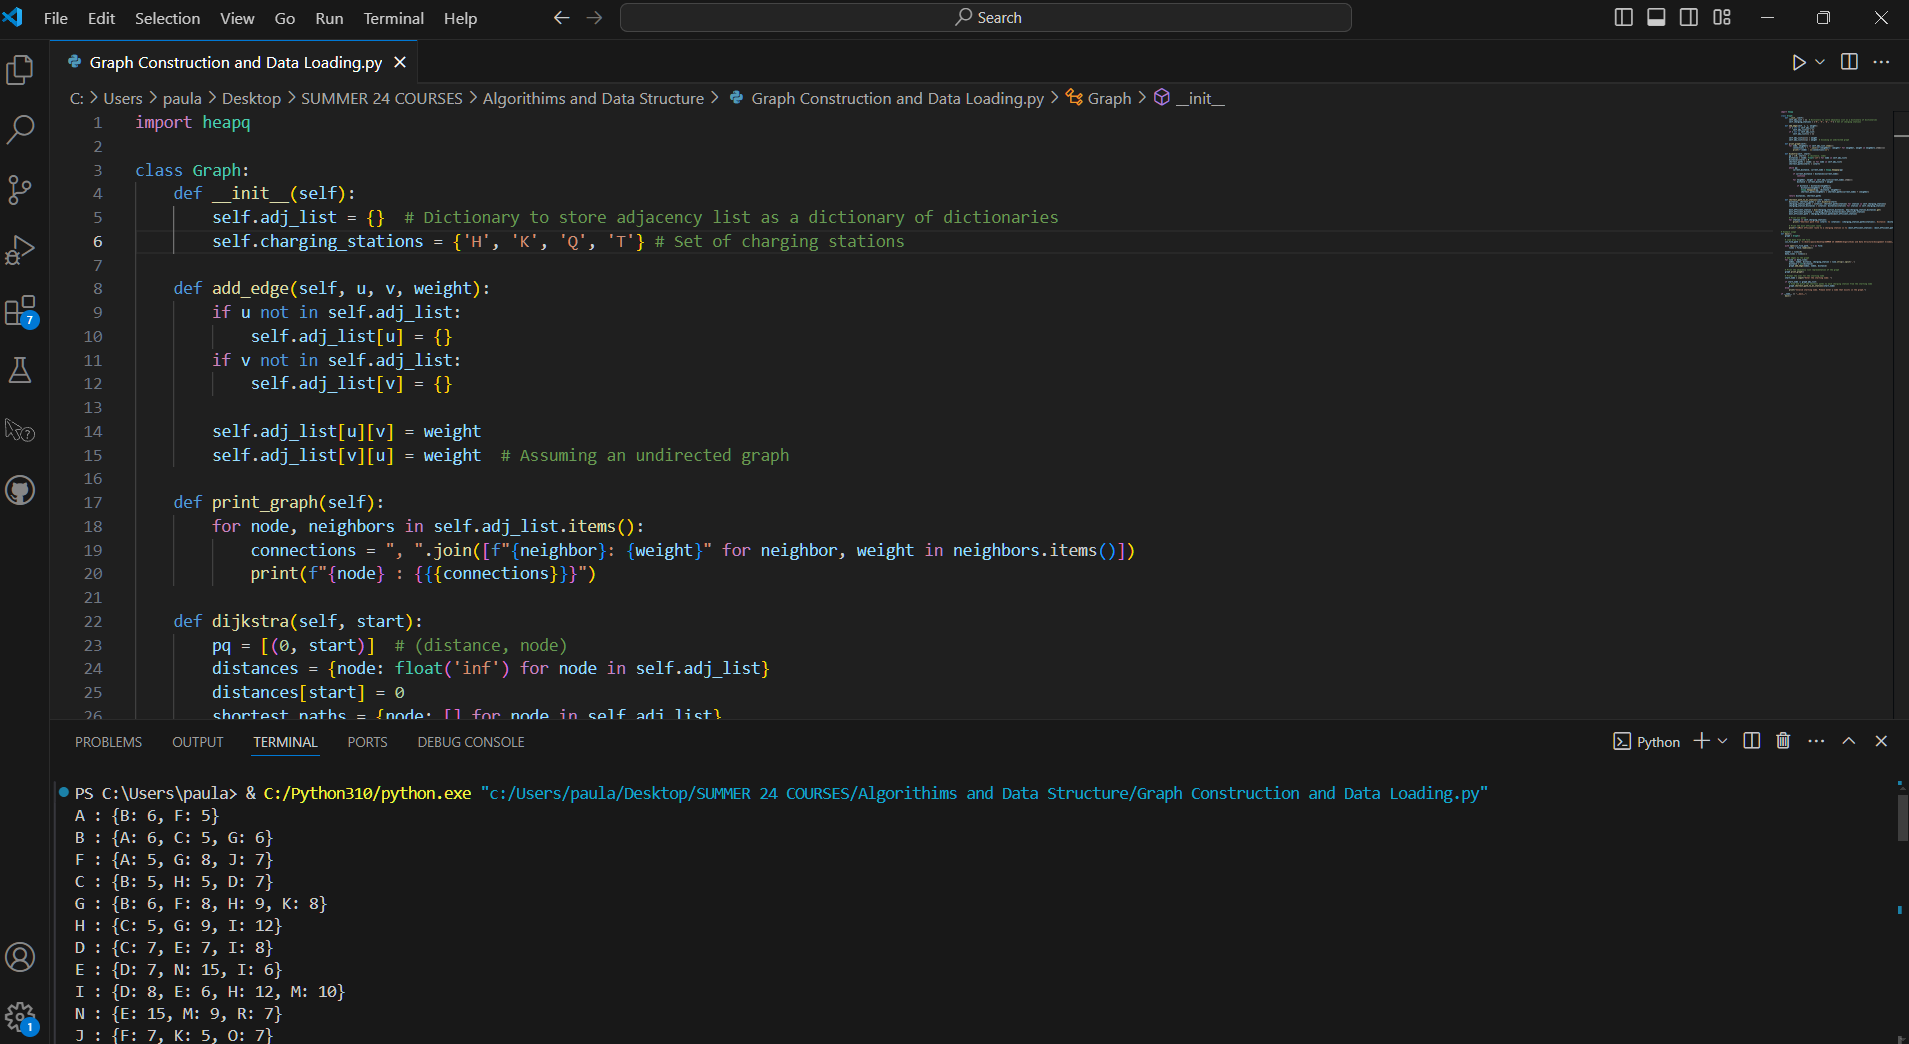 File Edit Selection View Go Run Terminal Help
Search
Graph Construction and Data Loading.py
C: > Users > paula > Desktop > SUMMER 24 COURSES > Algorithims and Data Structure > Graph Construction and Data Loading.py > Graph > __init__
1 import heapq
2
3 class Graph:
4     def __init__(self):
5         self.adj_list = {}  # Dictionary to store adjacency list as a dictionary of dictionaries
6         self.charging_stations = {'H', 'K', 'Q', 'T'} # Set of charging stations
7
8     def add_edge(self, u, v, weight):
9         if u not in self.adj_list:
10             self.adj_list[u] = {}
11         if v not in self.adj_list:
12             self.adj_list[v] = {}
13
14         self.adj_list[u][v] = weight
15         self.adj_list[v][u] = weight  # Assuming an undirected graph
16
17     def print_graph(self):
18         for node, neighbors in self.adj_list.items():
19             connections = ", ".join([f"{neighbor}: {weight}" for neighbor, weight in neighbors.items()])
20             print(f"{node} : {{{connections}}}")
21
22     def dijkstra(self, start):
23         pq = [(0, start)]  # (distance, node)
24         distances = {node: float('inf') for node in self.adj_list}
25         distances[start] = 0
26         shortest_paths = {node: [] for node in self.adj_list}
7
1
PROBLEMS OUTPUT TERMINAL PORTS DEBUG CONSOLE
Python
PS C:\Users\paula> & C:/Python310/python.exe "c:/Users/paula/Desktop/SUMMER 24 COURSES/Algorithims and Data Structure/Graph Construction and Data Loading.py"
A : {B: 6, F: 5}
B : {A: 6, C: 5, G: 6}
F : {A: 5, G: 8, J: 7}
C : {B: 5, H: 5, D: 7}
G : {B: 6, F: 8, H: 9, K: 8}
H : {C: 5, G: 9, I: 12}
D : {C: 7, E: 7, I: 8}
E : {D: 7, N: 15, I: 6}
I : {D: 8, E: 6, H: 12, M: 10}
N : {E: 15, M: 9, R: 7}
J : {F: 7, K: 5, O: 7}